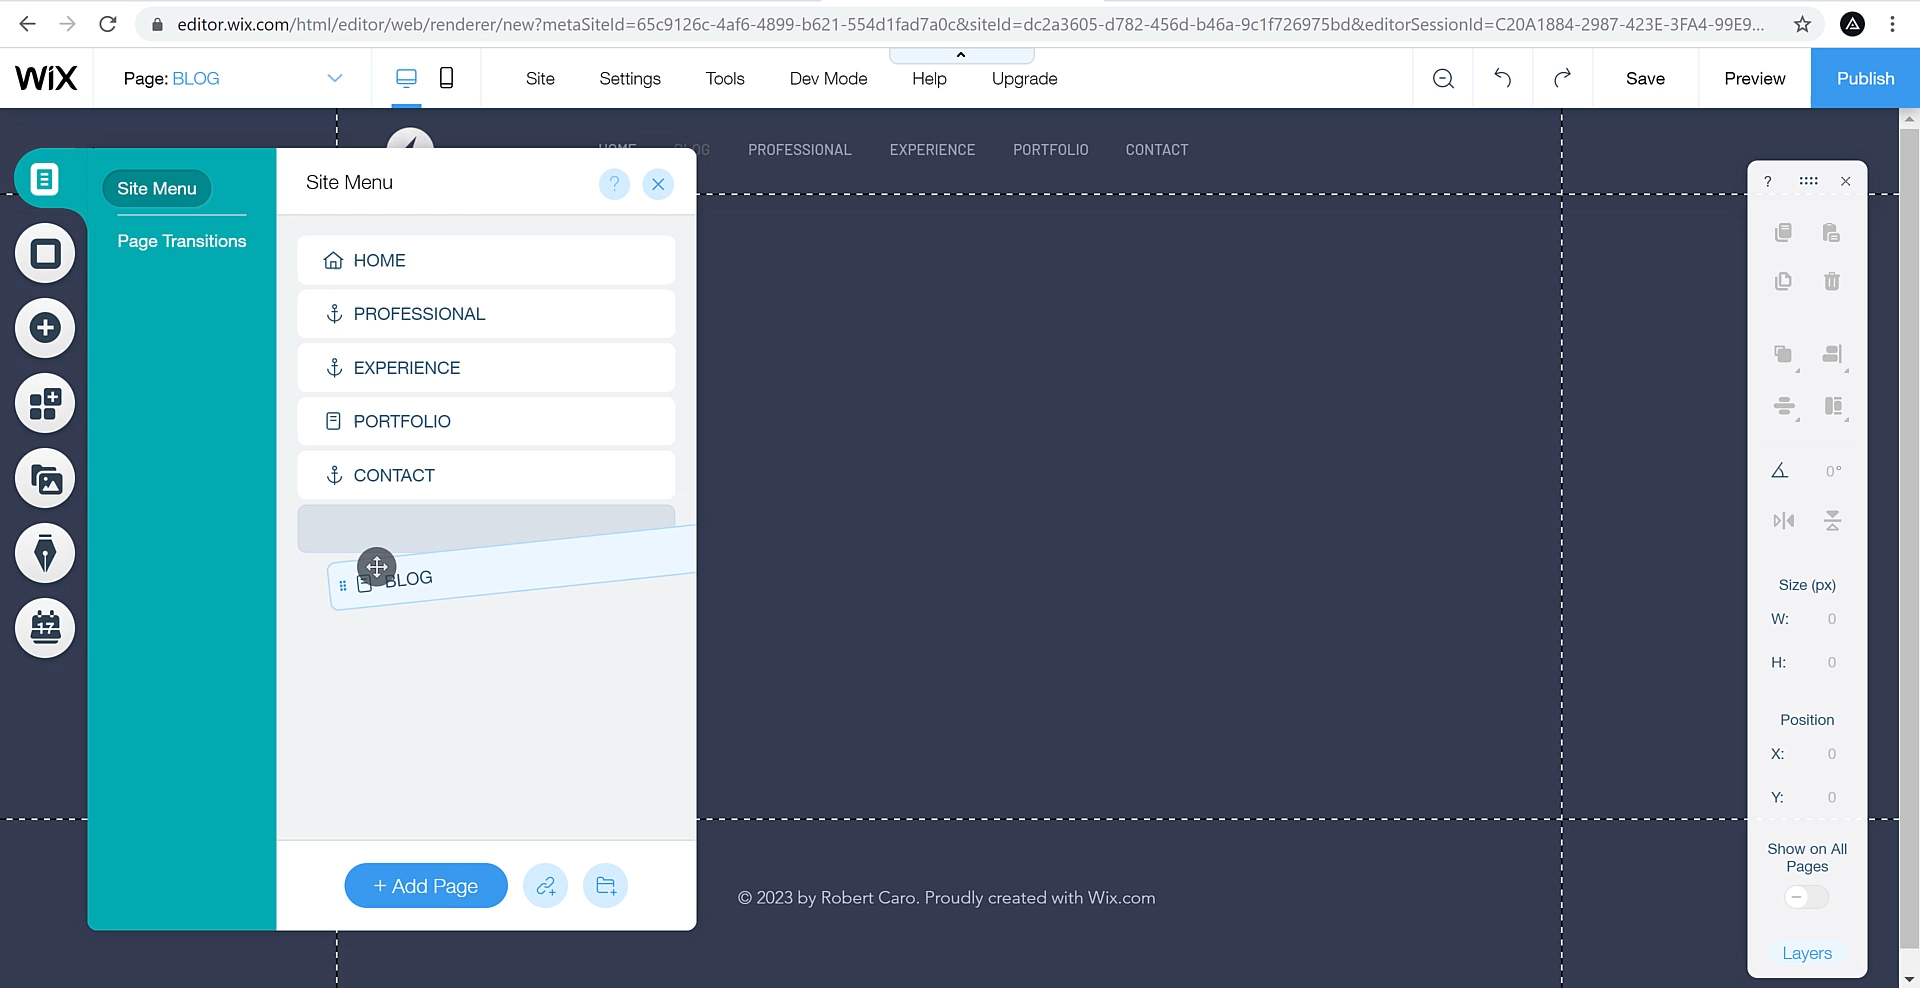 editor.wix.com/html/editor/web/renderer/new?metaSiteId=65c9126c-4af6-4899-b621-554d1fad7a0c&siteId=dc2a3605-d782-456d-b46a-9c1f726975bd&editorSessionId=C20A1884-2987-423E-3FA4-99E9...
WiX
Page: BLOG
Site
Settings
Tools
Dev Mode
Help
Upgrade
Save
Preview
Publish
HOME
BLOG
PROFESSIONAL
EXPERIENCE
PORTFOLIO
CONTACT
Site Menu
Page Transitions
Site Menu
?
HOME
PROFESSIONAL
EXPERIENCE
PORTFOLIO
CONTACT
BLOG
+ Add Page
17
© 2023 by Robert Caro. Proudly created with Wix.com
?
0°
Size (px)
W: 0
H: 0
Position
X: 0
Y: 0
Show on All
Pages
Layers